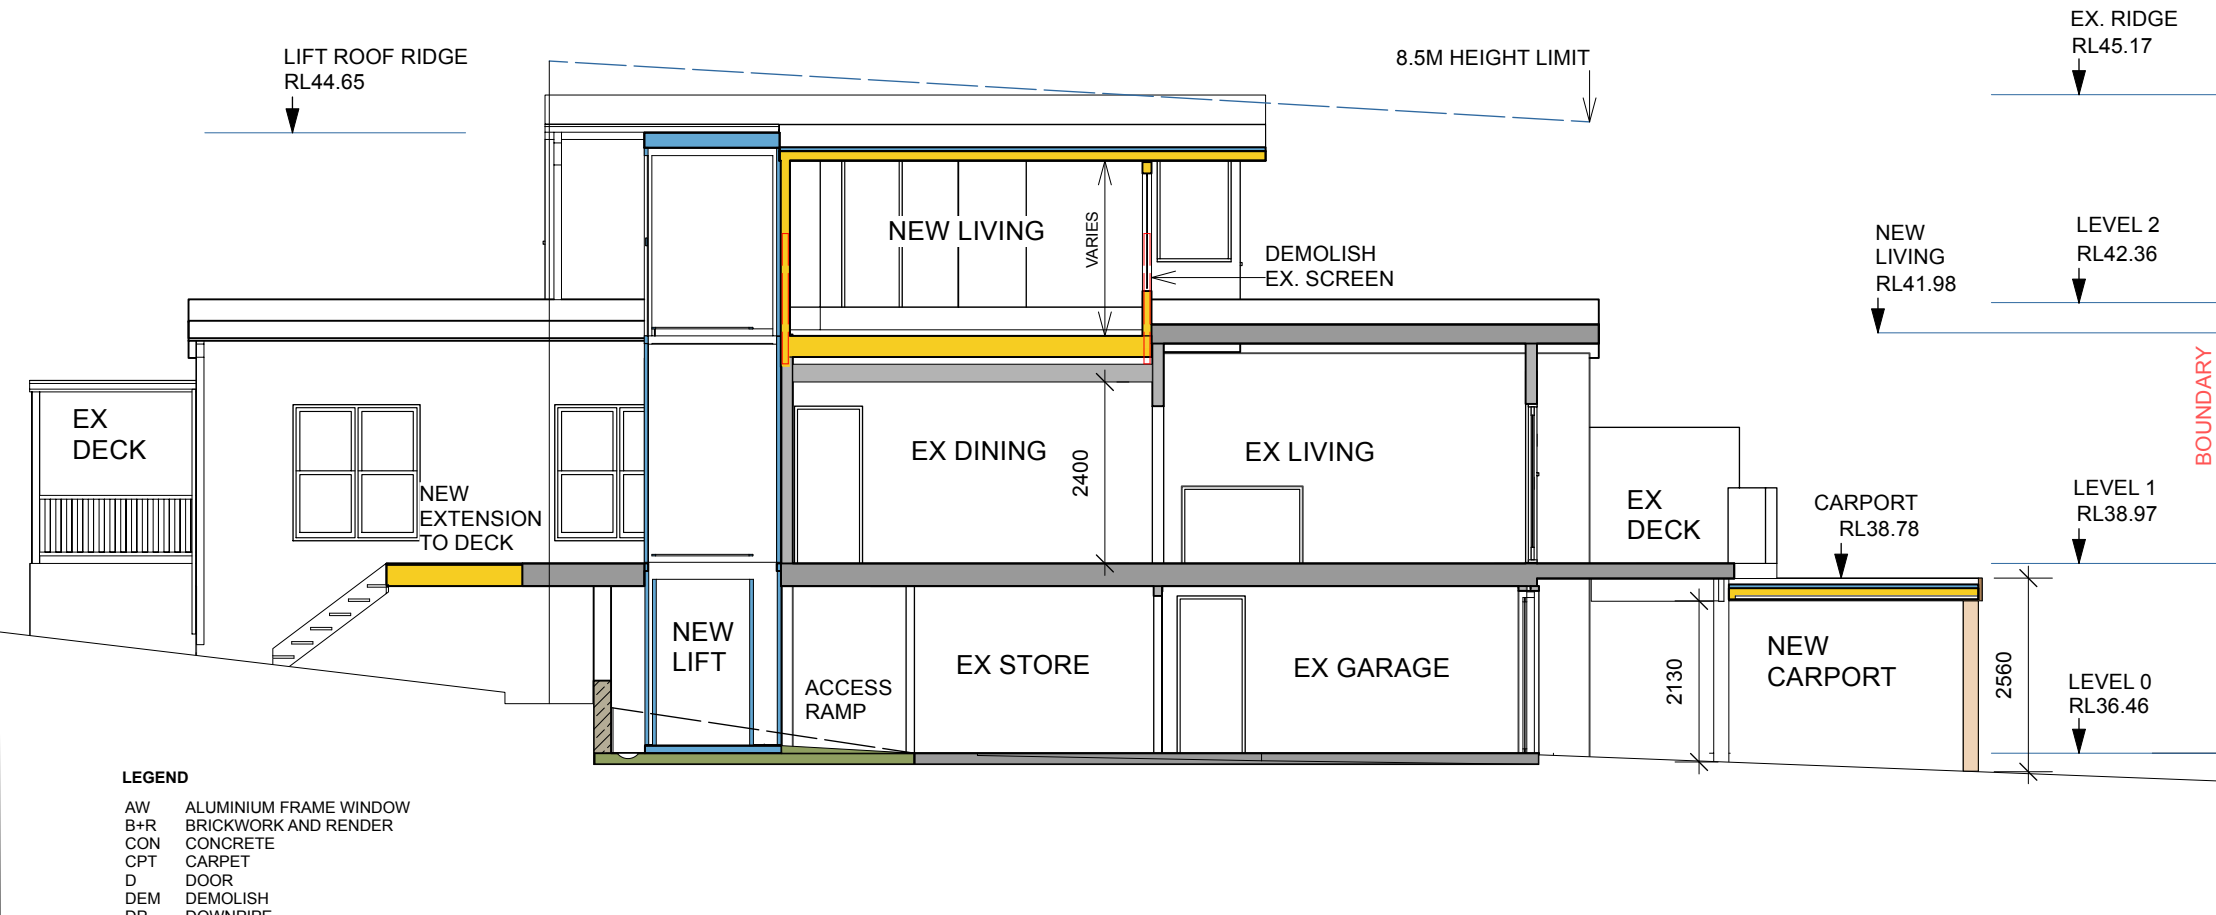 EX. RIDGE
RL45.17
LIFT ROOF RIDGE
RL44.65
8.5M HEIGHT LIMIT
NEW LIVING
VARIES
DEMOLISH
EX. SCREEN
NEW
LIVING
RL41.98
LEVEL 2
RL42.36
BOUNDARY
EX
DECK
NEW
EXTENSION
TO DECK
EX DINING
2400
EX LIVING
EX
DECK
CARPORT
RL38.78
LEVEL 1
RL38.97
NEW
LIFT
ACCESS
RAMP
EX STORE
EX GARAGE
2130
NEW
CARPORT
2560
LEVEL 0
RL36.46
LEGEND
AW ALUMINIUM FRAME WINDOW
B+R BRICKWORK AND RENDER
CON CONCRETE
CPT CARPET
D DOOR
DEM DEMOLISH
DP DOWNPIPE